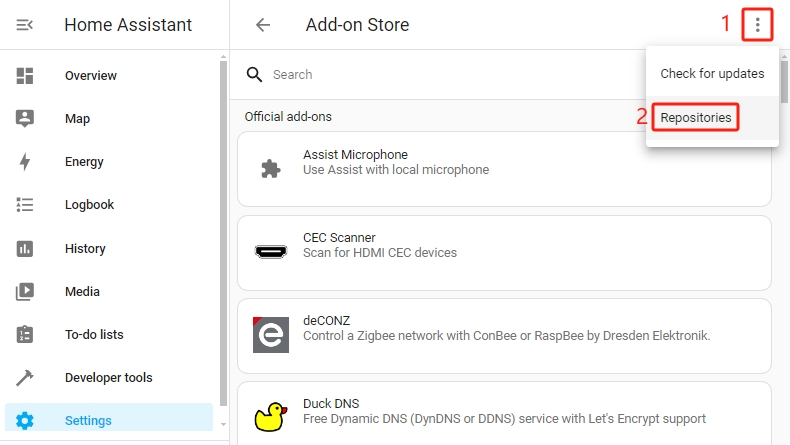 Home Assistant
Add-on Store
1
Overview
Map
Energy
Logbook
History
Media
To-do lists
Developer tools
Settings
Search
Check for updates
2 Repositories
Official add-ons
Assist Microphone
Use Assist with local microphone
CEC Scanner
Scan for HDMI CEC devices
deCONZ
Control a Zigbee network with ConBee or RaspBee by Dresden Elektronik.
Duck DNS
Free Dynamic DNS (DynDNS or DDNS) service with Let's Encrypt support